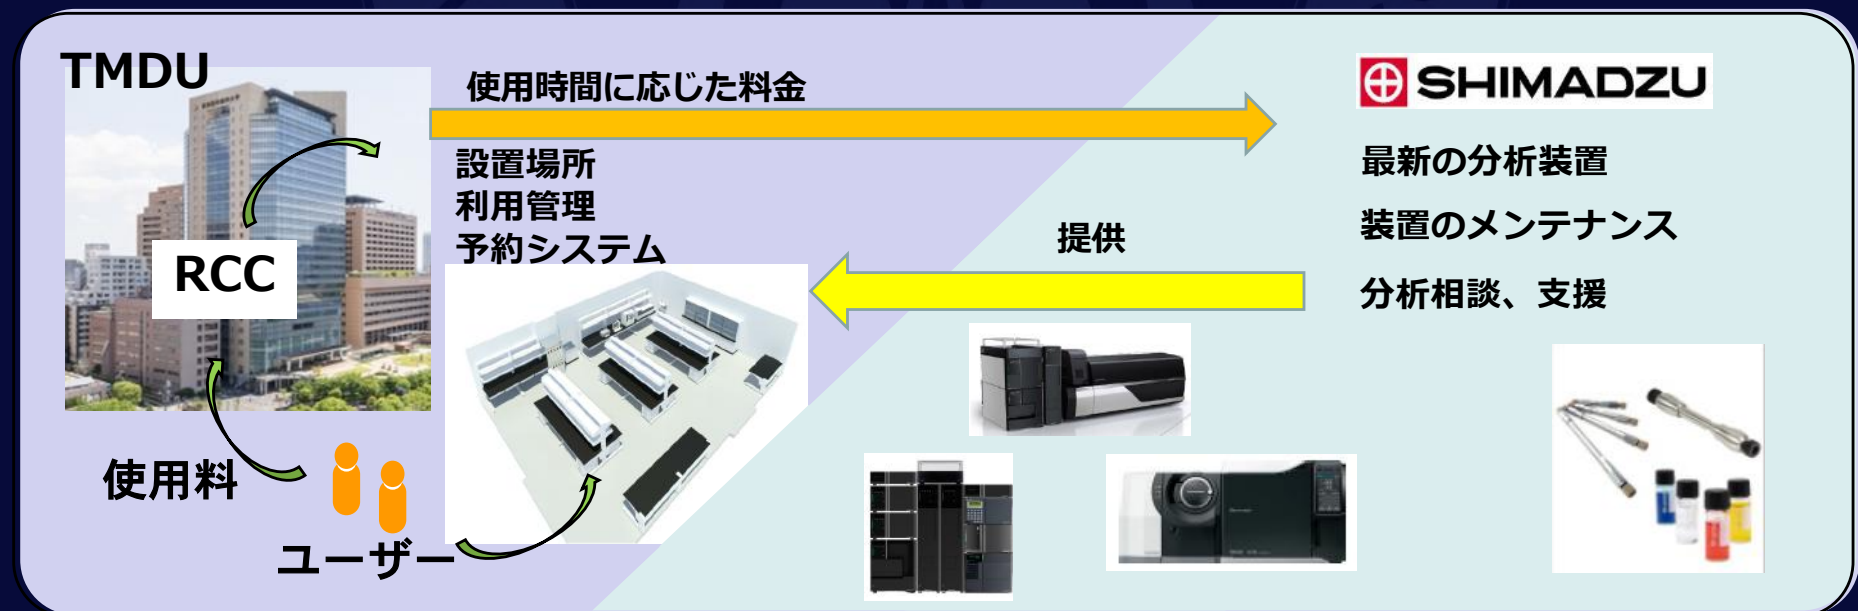 TMDU
使用時間に応じた料金
設置場所
利用管理
予約システム
RCC
使用料
ユーザー
提供
SHIMADZU
最新の分析装置
装置のメンテナンス
分析相談、支援